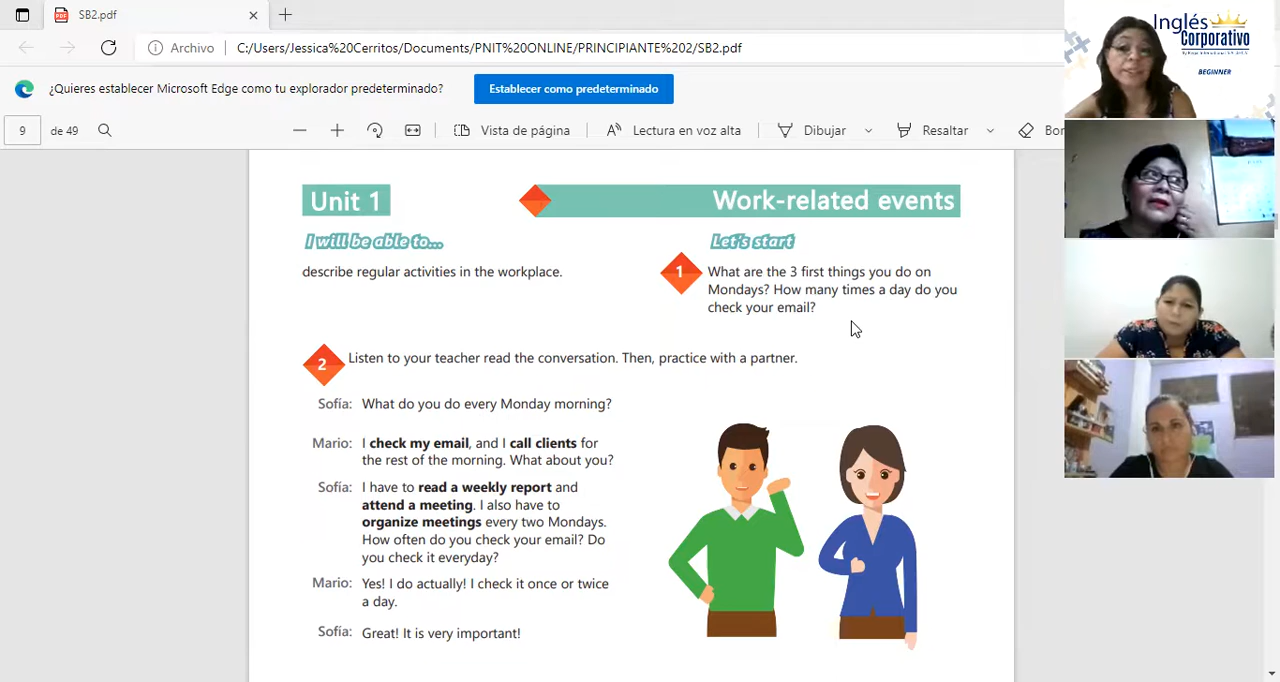 SB2.pdf
Archivo
C:/Users/Jessica%20Cerritos/Documents/PNIT%20ONLINE/PRINCIPIANTE%202/SB2.pdf
¿Quieres establecer Microsoft Edge como tu explorador predeterminado?
Establecer como predeterminado
9
de 49
Vista de página
Lectura en voz alta
Dibujar
Resaltar
Unit 1
Work-related events
I will be able to...
describe regular activities in the workplace.
Let's start
1
What are the 3 first things you do on
Mondays? How many times a day do you
check your email?
2
Listen to your teacher read the conversation. Then, practice with a partner.
Sofía: What do you do every Monday morning?
Mario: I check my email, and I call clients for
the rest of the morning. What about you?
Sofía: I have to read a weekly report and
attend a meeting. I also have to
organize meetings every two Mondays.
How often do you check your email? Do
you check it everyday?
Mario: Yes! I do actually! I check it once or twice
a day.
Sofía: Great! It is very important!
Inglés
Corporativo
BEGINNER